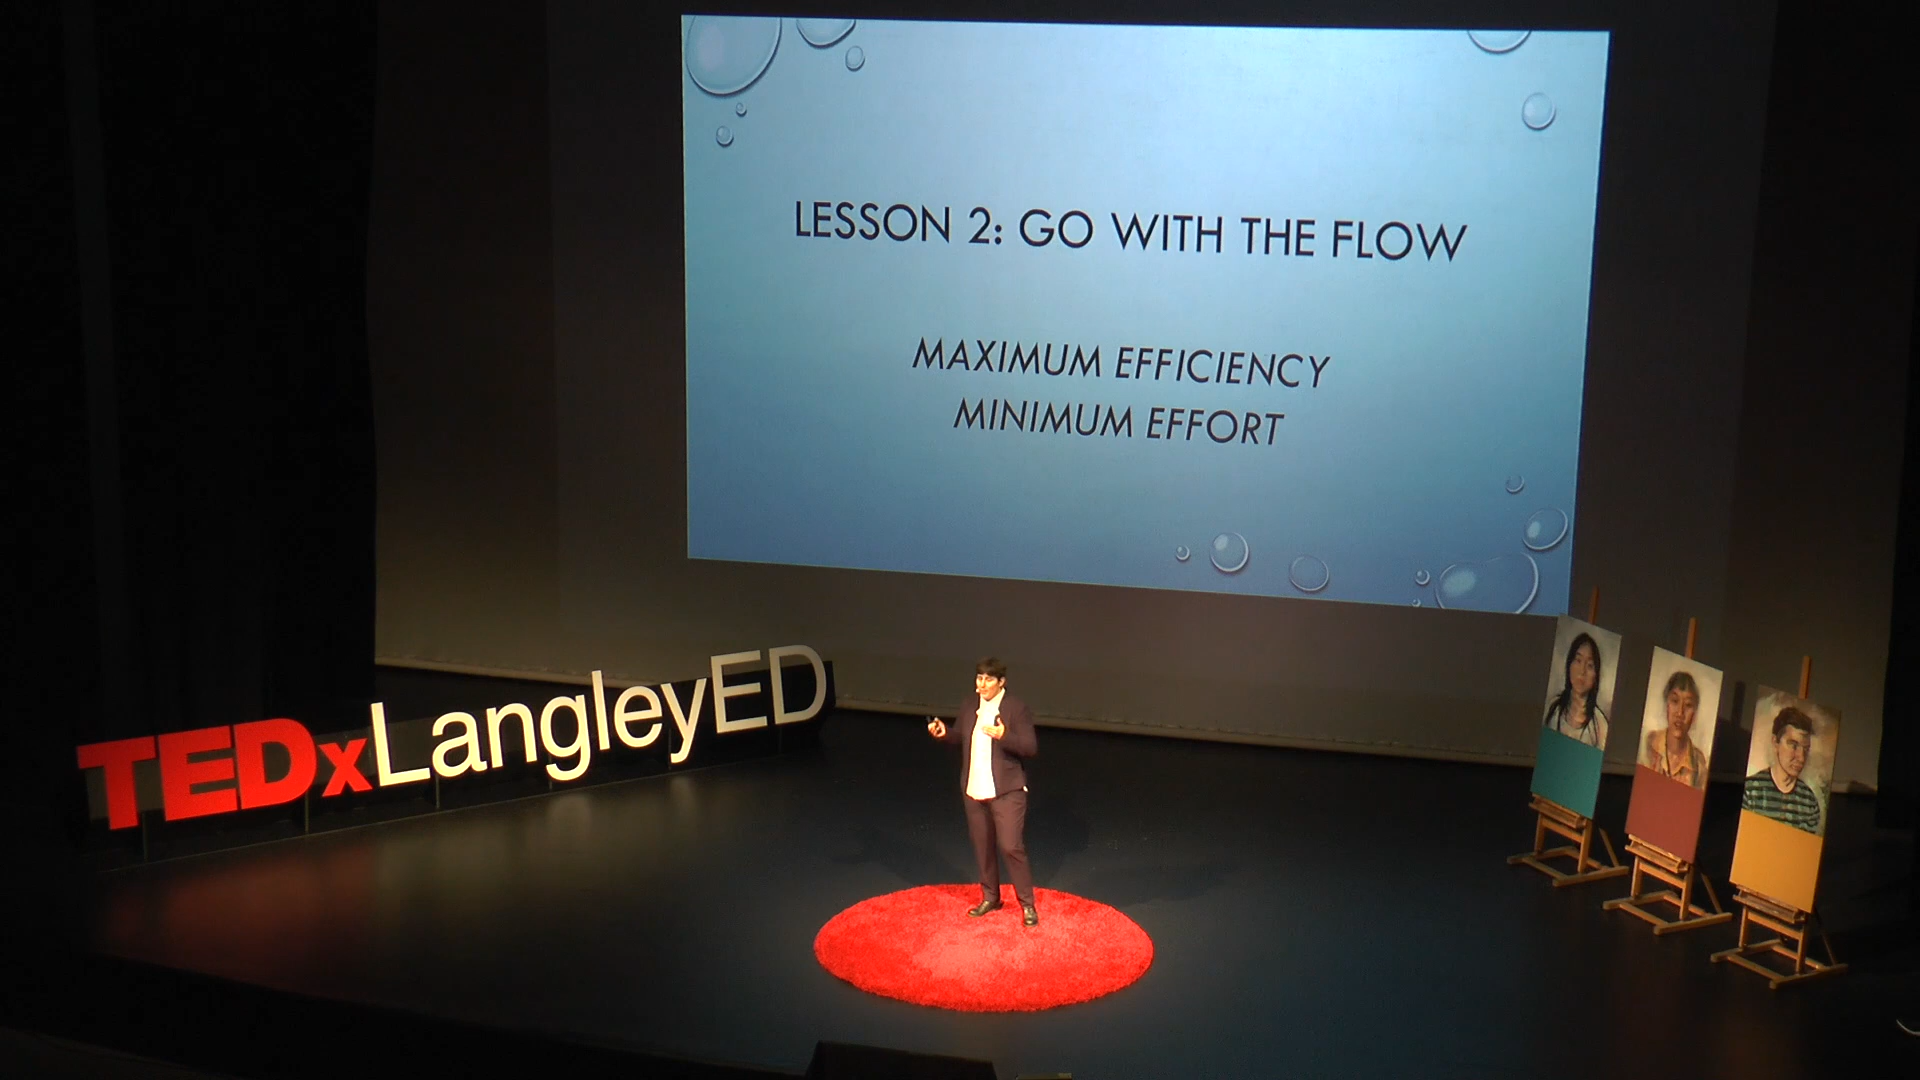 LESSON 2: GO WITH THE FLOW
MAXIMUM EFFICIENCY
MINIMUM EFFORT
TEDxLangleyED